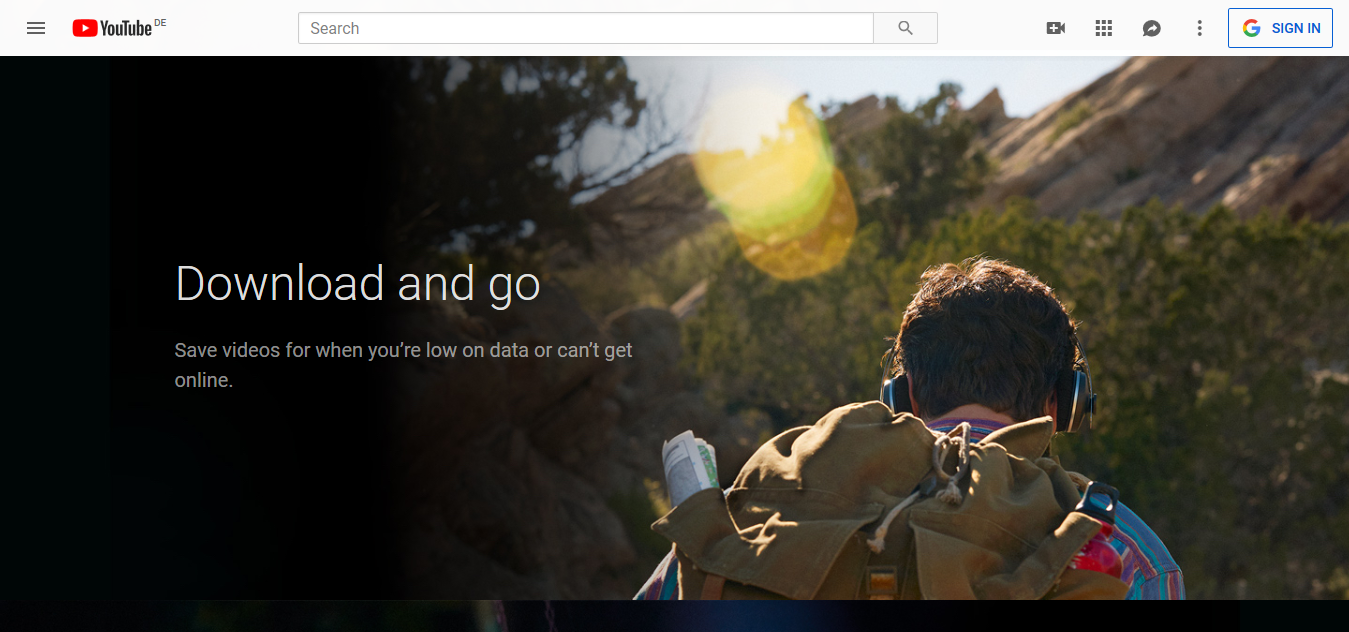 YouTube DE
Search
SIGN IN
Download and go
Save videos for when you’re low on data or can’t get
online.